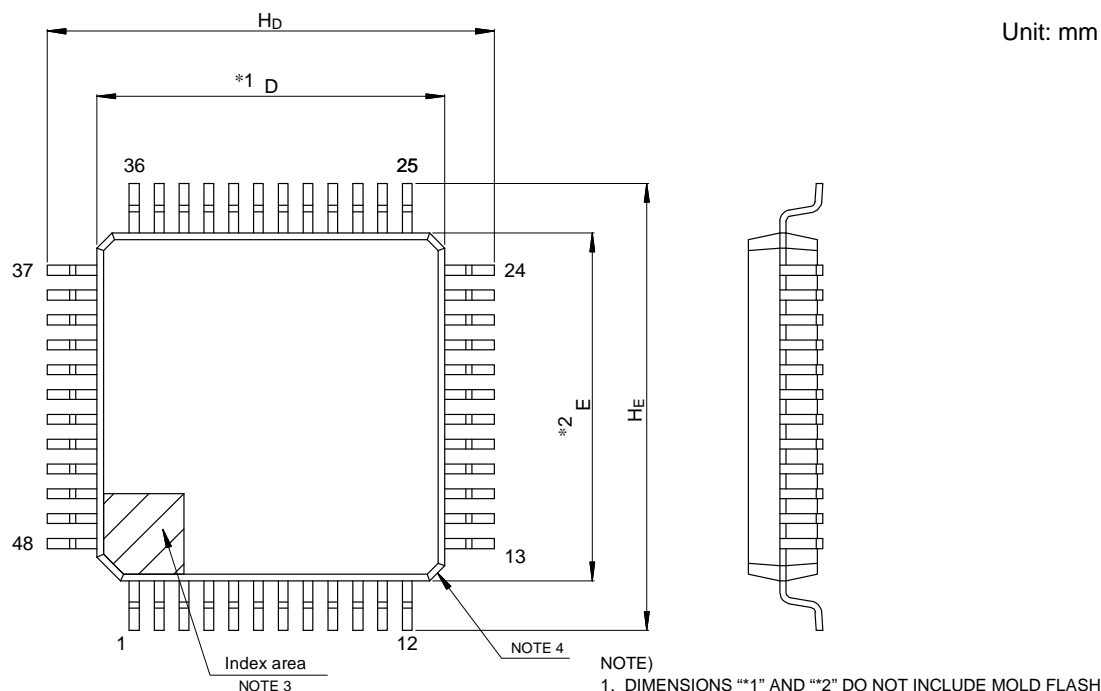 HD
Unit: mm
*1 D
36
25
37
24
*2 E
HE
48
13
1
12
NOTE 4
Index area
NOTE 3
NOTE)
1. DIMENSIONS “*1” AND “*2” DO NOT INCLUDE MOLD FLASH